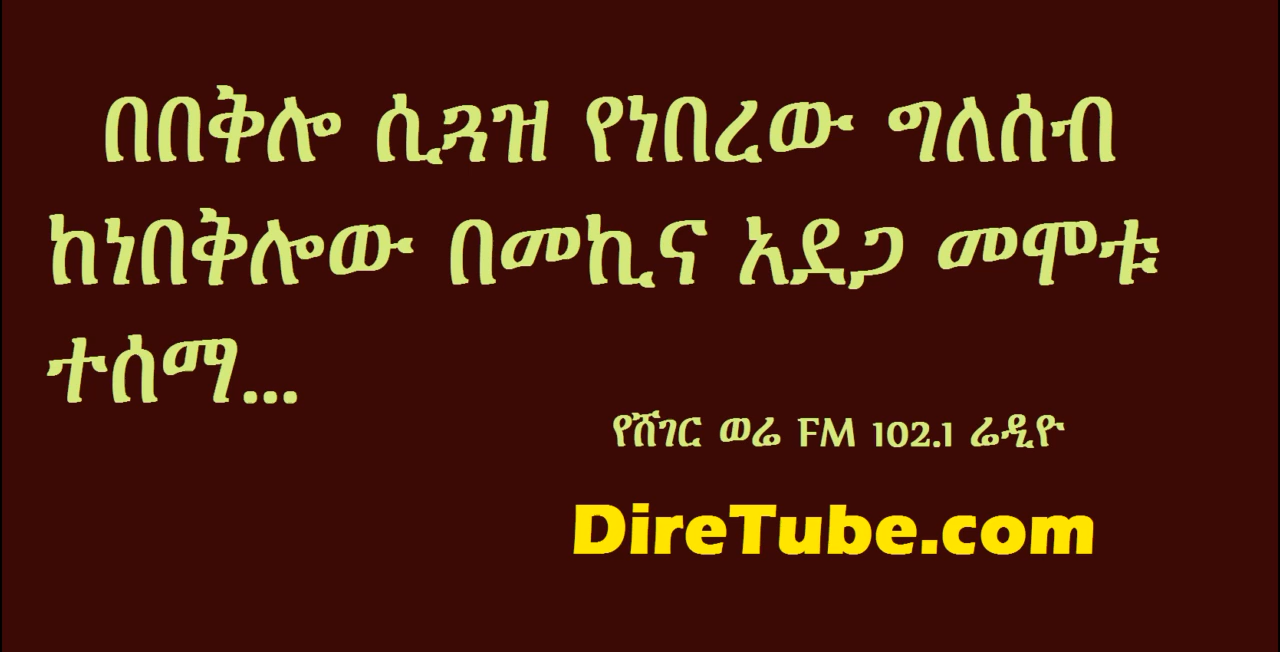 በበቅሎ ሲጓዝ የነበረው ግለሰብ
ከነበቅሎው በመኪና አደጋ መሞቱ
ተሰማ...
የሸገር ወሬ FM 102.1 ሬዲዮ
DireTube.com